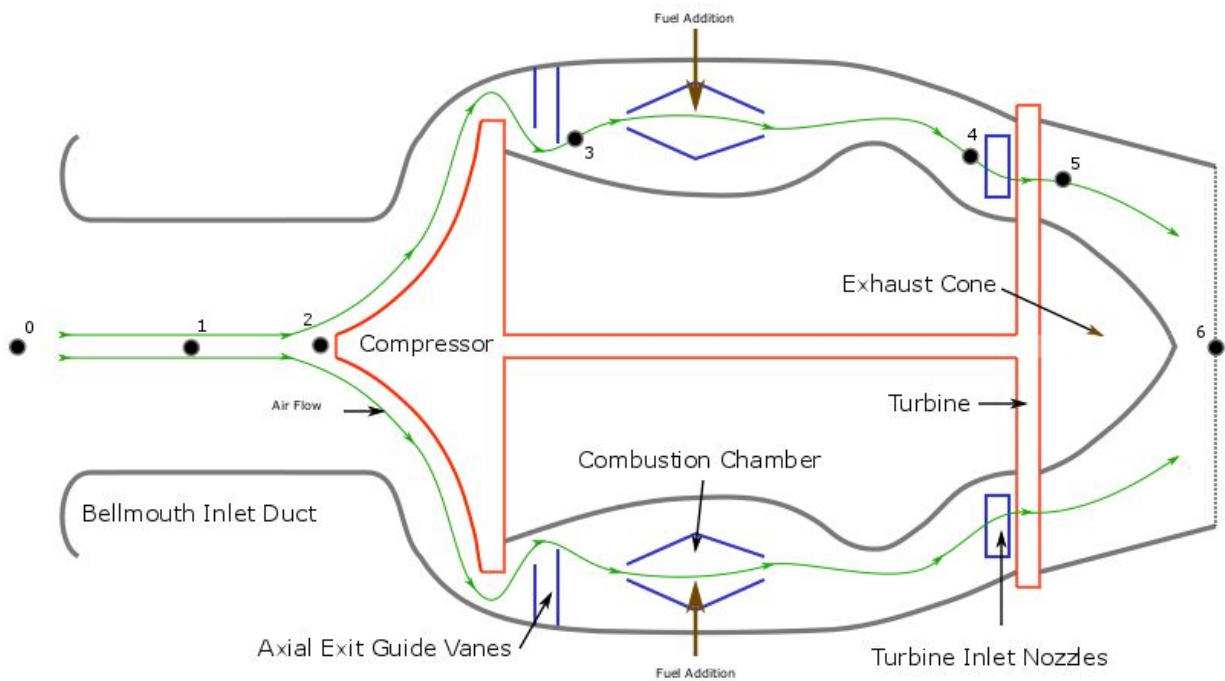 Fuel Addition
3
4
5
0
1
2
Compressor
Exhaust Cone
6
Air Flow
Turbine
Combustion Chamber
Bellmouth Inlet Duct
Axial Exit Guide Vanes
Turbine Inlet Nozzles
Fuel Addition